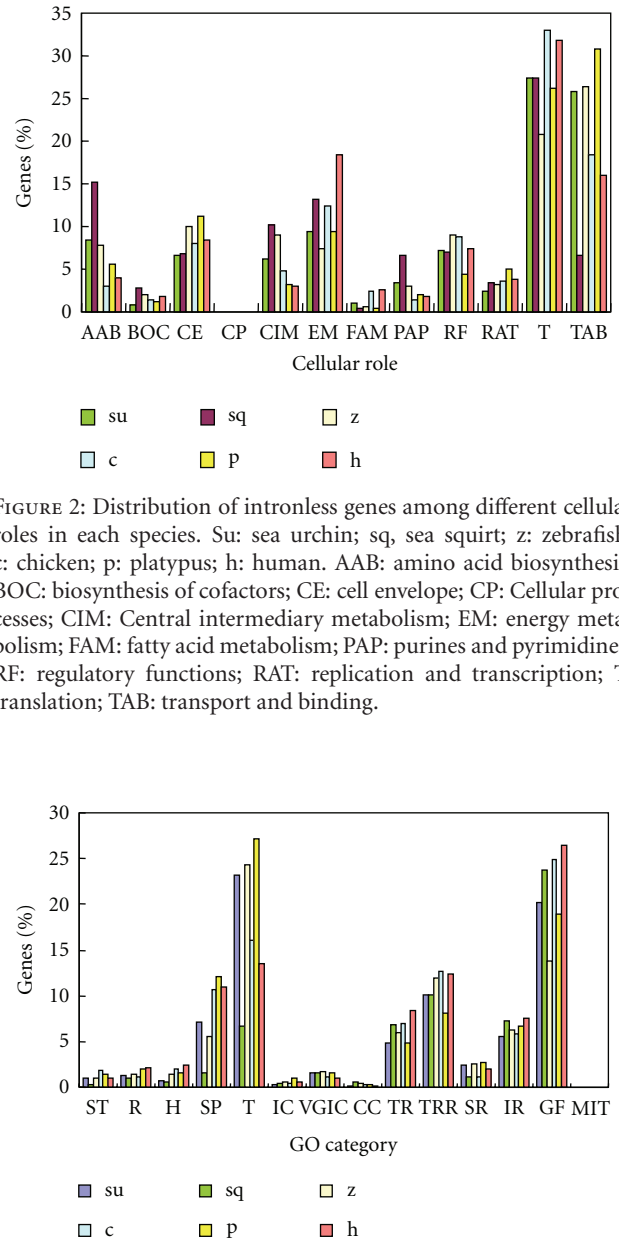 35
30
25
20
15
10
5
0
Genes (%)
AAB BOC CE CP CIM EM FAM PAP RF RAT T TAB
Cellular role
su sq z
c p h
FIGURE 2: Distribution of intronless genes among different cellula
roles in each species. Su: sea urchin; sq, sea squirt; z: zebrafish
c: chicken; p: platypus; h: human. AAB: amino acid biosynthesi
BOC: biosynthesis of cofactors; CE: cell envelope; CP: Cellular pro
cesses; CIM: Central intermediary metabolism; EM: energy meta
bolism; FAM: fatty acid metabolism; PAP: purines and pyrimidine
RF: regulatory functions; RAT: replication and transcription; T
translation; TAB: transport and binding.
30
25
20
15
10
5
0
Genes (%)
ST R H SP T IC VGIC CC TR TRR SR IR GF MIT
GO category
su sq z
c p h